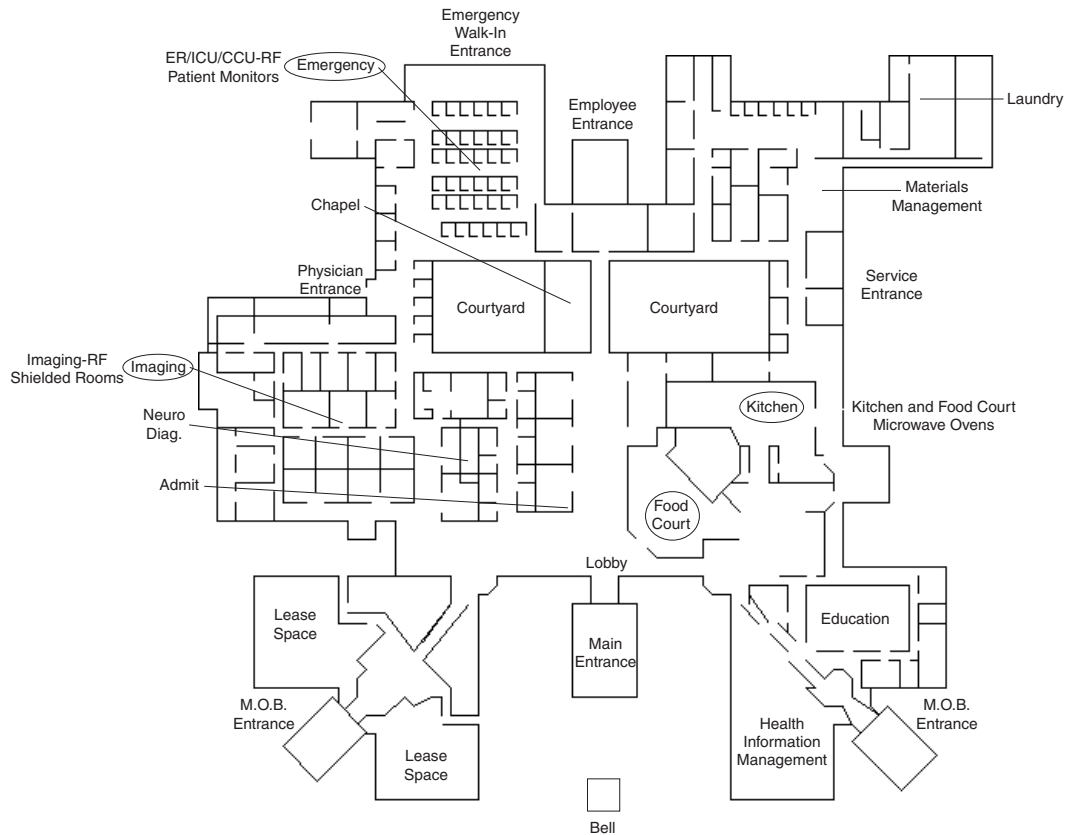 Emergency
Walk-In
Entrance
ER/ICU/CCU-RF
Patient Monitors
Emergency
Employee
Entrance
Laundry
Chapel
Materials
Management
Physician
Entrance
Courtyard
Courtyard
Service
Entrance
Imaging-RF
Shielded Rooms
Imaging
Neuro
Diag.
Kitchen
Kitchen and Food Court
Microwave Ovens
Admit
Food
Court
Lobby
Lease
Space
Main
Entrance
Education
M.O.B.
Entrance
M.O.B.
Entrance
Lease
Space
Health
Information
Management
Bell